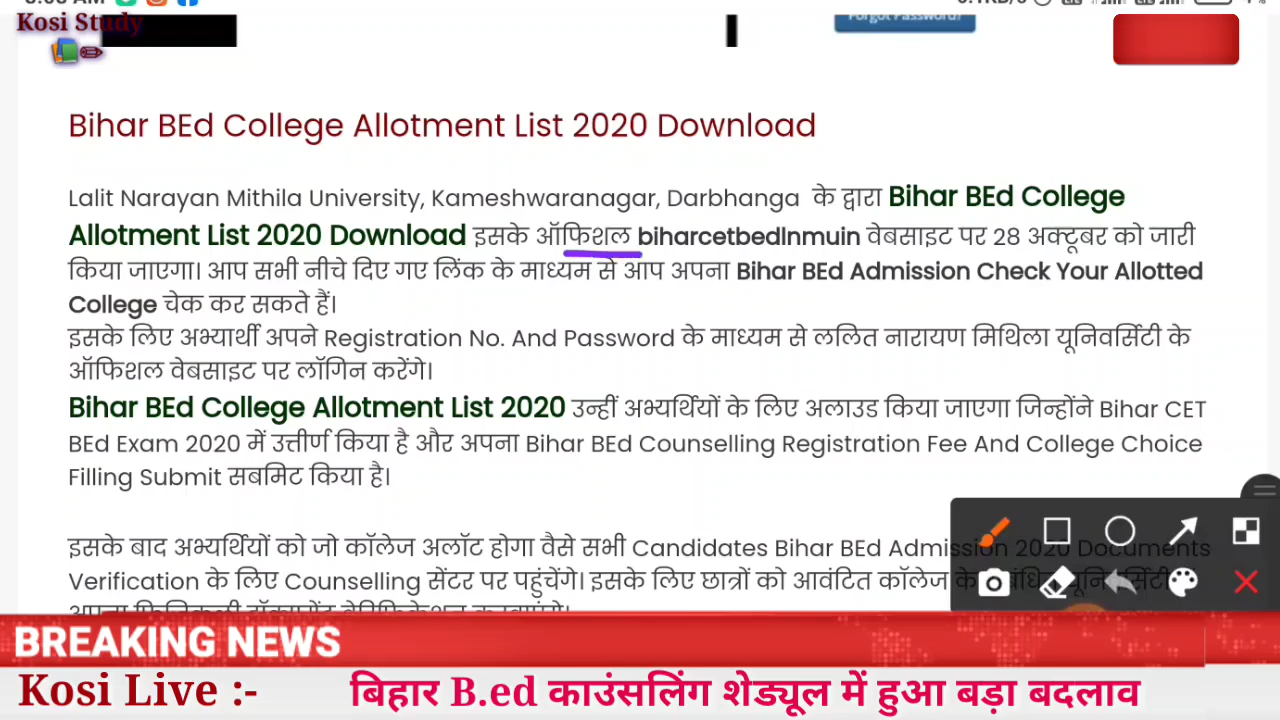 Kosi Study
Forgot Password?
Bihar BEd College Allotment List 2020 Download
Lalit Narayan Mithila University, Kameshwaranagar, Darbhanga के द्वारा Bihar BEd College
Allotment List 2020 Download इसके ऑफिशल biharcetbedlnmuin वेबसाइट पर 28 अक्टूबर को जारी
किया जाएगा। आप सभी नीचे दिए गए लिंक के माध्यम से आप अपना Bihar BEd Admission Check Your Allotted
College चेक कर सकते हैं।
इसके लिए अभ्यार्थी अपने Registration No. And Password के माध्यम से ललित नारायण मिथिला यूनिवर्सिटी के
ऑफिशल वेबसाइट पर लॉगिन करेंगे।
Bihar BEd College Allotment List 2020 उन्हीं अभ्यर्थियों के लिए अलाउड किया जाएगा जिन्होंने Bihar CET
BEd Exam 2020 में उत्तीर्ण किया है और अपना Bihar BEd Counselling Registration Fee And College Choice
Filling Submit सबमिट किया है।
इसके बाद अभ्यर्थियों को जो कॉलेज अलॉट होगा वैसे सभी Candidates Bihar BEd Admission 2020 Documents
Verification के लिए Counselling सेंटर पर पहुंचेंगे। इसके लिए छात्रों को आवंटित कॉलेज के
BREAKING NEWS
Kosi Live :- बिहार B.ed काउंसलिंग शेड्यूल में हुआ बड़ा बदलाव